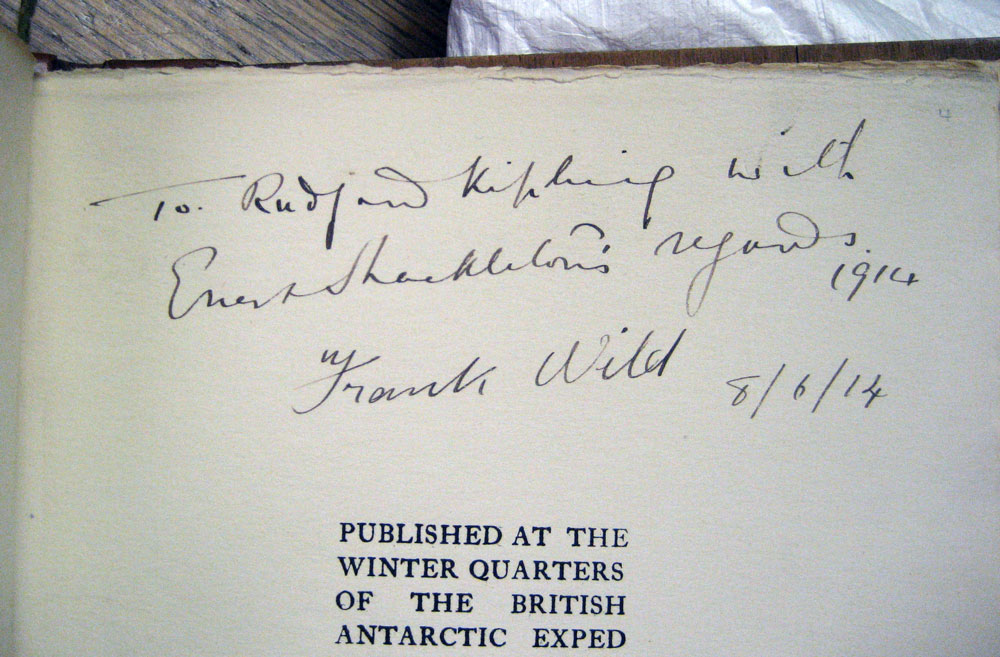 To. Rudyard Kipling with
Ernest Shackleton's regards.
1914
Frank Wild 8/6/14
PUBLISHED AT THE
WINTER QUARTERS
OF THE BRITISH
ANTARCTIC EXPED